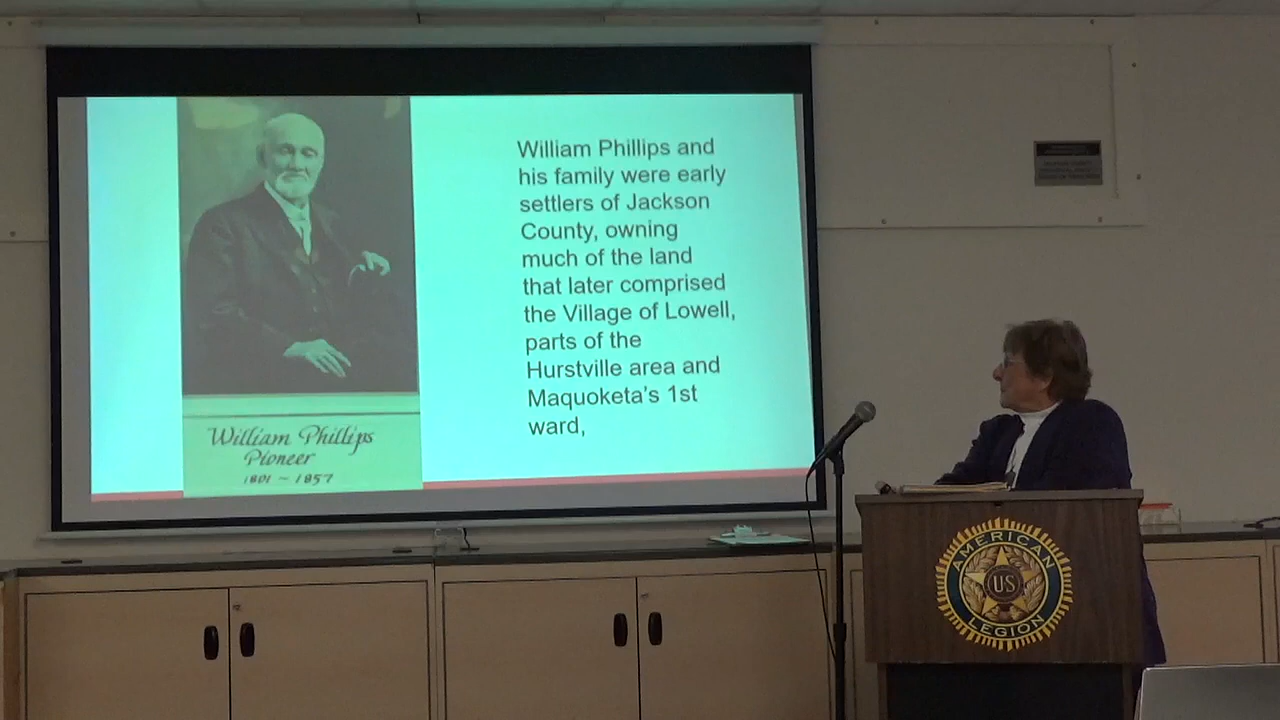 William Phillips and
his family were early
settlers of Jackson
County, owning
much of the land
that later comprised
the Village of Lowell,
parts of the
Hurstville area and
Maquoketa's 1st
ward,
William Phillips
Pioneer
1801 ~ 1857
AMERICAN
US
LEGION